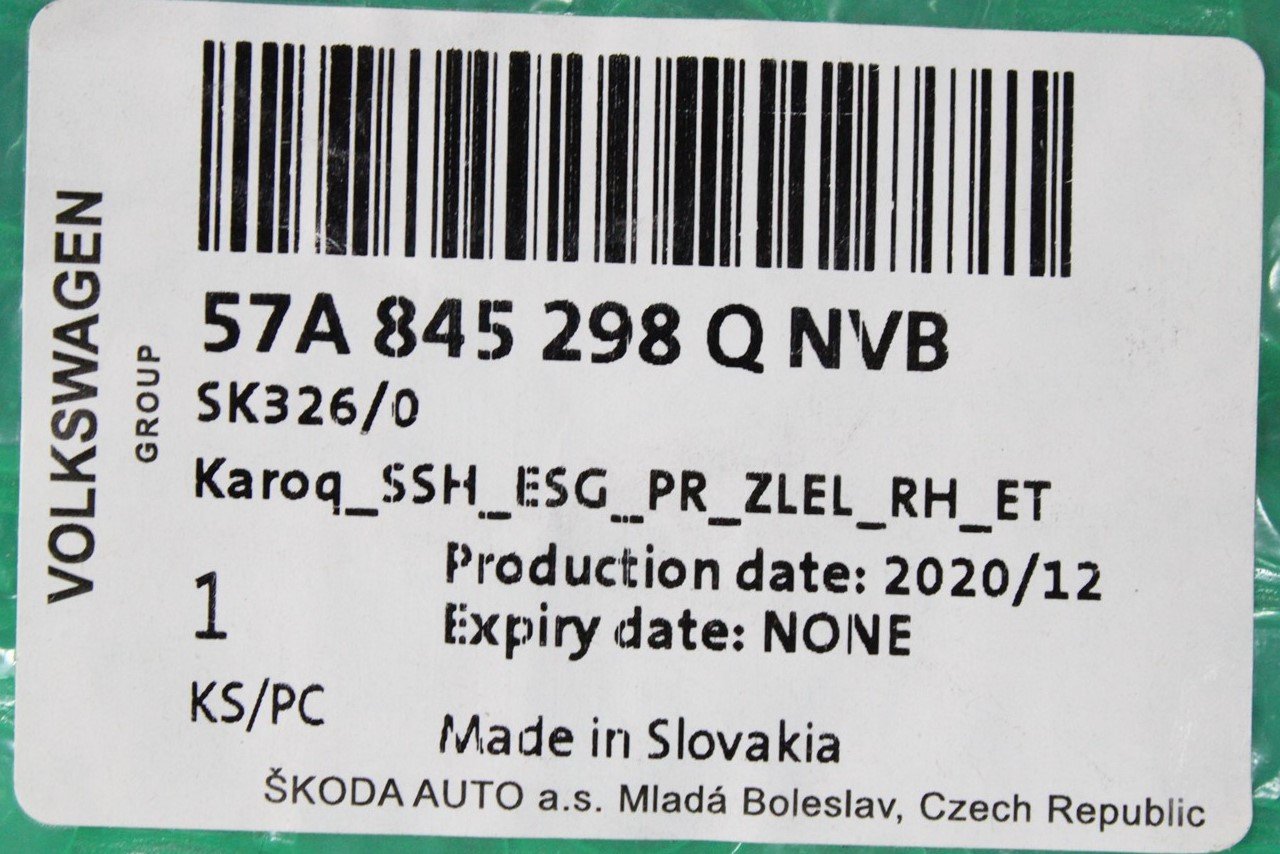 VOLKSWAGEN
GROUP
57A 845 298 Q NVB
SK326/0
Karoq_SSH_ESG_PR_ZLEL_RH_ET
1
Production date: 2020/12
Expiry date: NONE
KS/PC
Made in Slovakia
ŠKODA AUTO a.s. Mladá Boleslav, Czech Republic